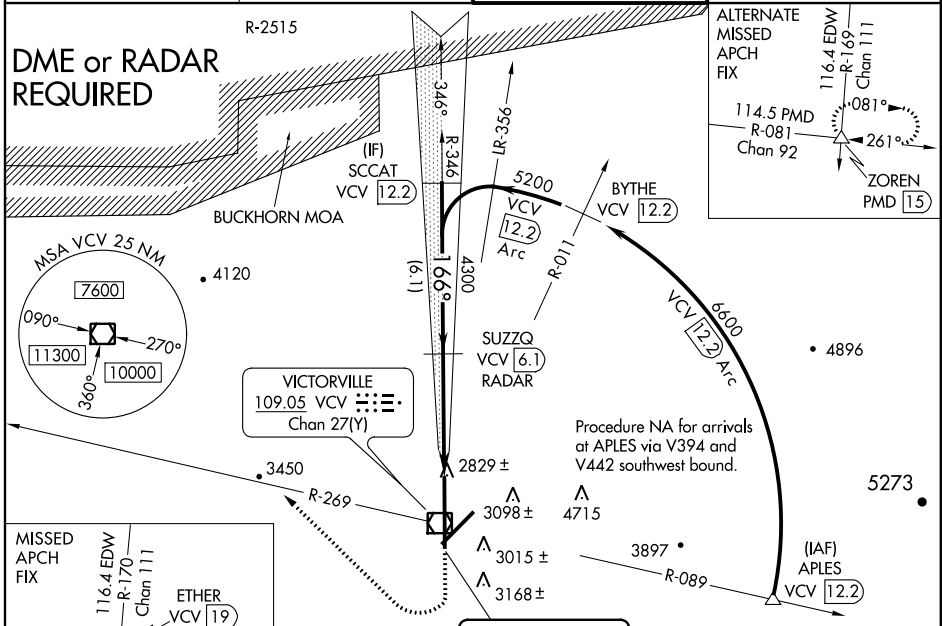 R-2515
DME or RADAR
REQUIRED
ALTERNATE
MISSED
APCH
FIX
116.4 EDW
R-169
Chan 111
114.5 PMD
R-081
Chan 92
081°
261°
ZOREN
PMD 15
BUCKHORN MOA
(IF)
SCCAT
VCV 12.2
346°
R-346
LR-356
5200
VCV
12.2
Arc
BYTHE
VCV 12.2
R-011
MSA VCV 25 NM
7600
090°
270°
11300
10000
360°
4120
(6.1)
166°
4300
6600
VCV 12.2 Arc
SUZZQ
VCV 6.1
RADAR
4896
VICTORVILLE
109.05 VCV
Chan 27(Y)
Procedure NA for arrivals
at APLES via V394 and
V442 southwest bound.
3450
R-269
2829 ±
3098 ±
4715
5273
3015 ±
3897
R-089
(IAF)
APLES
VCV 12.2
3168 ±
MISSED
APCH
FIX
116.4 EDW
R-170
Chan 111
ETHER
VCV 19